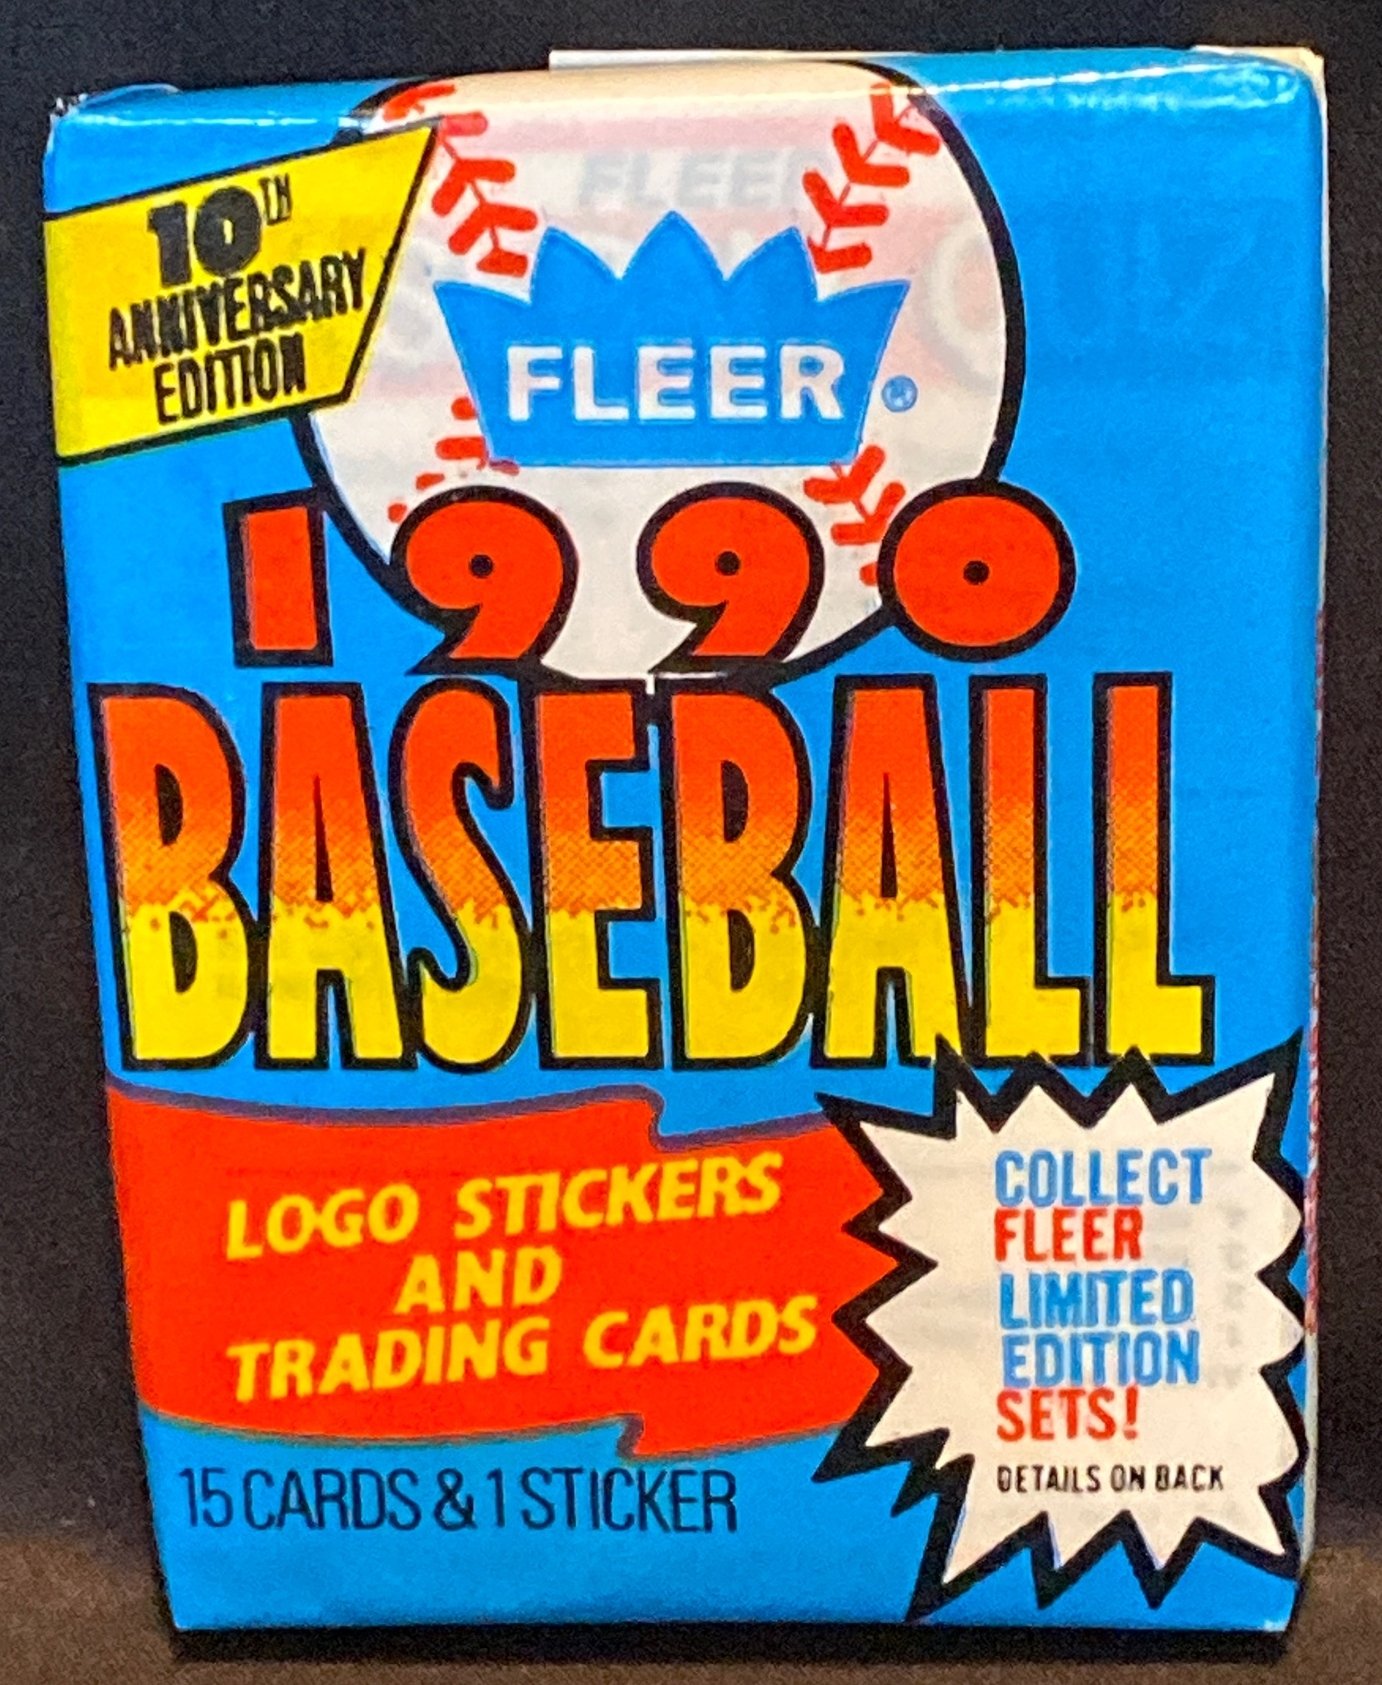 10TH
ANNIVERSARY
EDITION
FLEER
FLEER®
1990
BASEBALL
LOGO STICKERS
AND
TRADING CARDS
15 CARDS & 1 STICKER
COLLECT
FLEER
LIMITED
EDITION
SETS!
DETAILS ON BACK